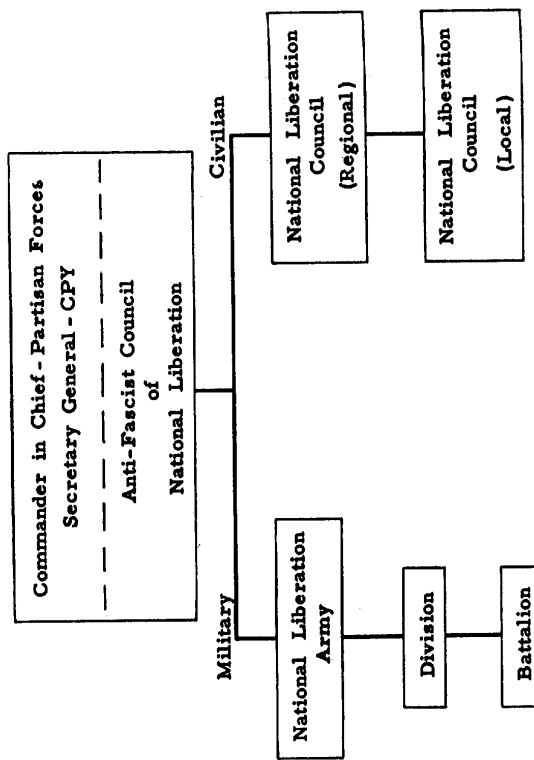 Commander in Chief-Partisan Forces
Secretary General-CPY
Anti-Fascist Council
of
National Liberation
Military
Civilian
National Liberation
Army
Division
Battalion
National Liberation
Council
(Regional)
National Liberation
Council
(Local)